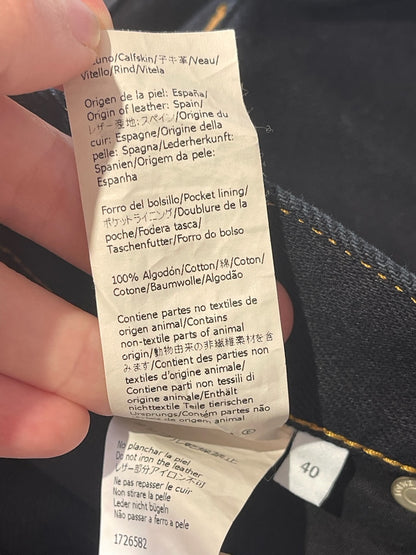 Vitello/Rind/Vitela
Origen de la piel: España/
Origin of leather: Spain/
レザー産地: スペイン/Origine du
cuir: Espagne/Origine della
pelle: Spagna/Lederherkunft:
Spanien/Origem da pele:
Espanha
Forro del bolsillo/Pocket lining/
ポケットライニング/Doublure de la
poche/Fodera tasca/
Taschenfutter/Forro do bolso
100% Algodón/Cotton/綿/Coton/
Cotone/Baumwolle/Algodão
Contiene partes no textiles de
origen animal/Contains
non-textile parts of animal
origin/動物由来の非繊維素材を含
みます/Contient des parties non
textiles d'origine animale/
Contiene parti non tessili di
origine animale/Enthält
nichttextile Teile tierischen
Ursprungs/Contém partes não
de origem animal
No planchar la piel
Do not iron the leather
レザー部分アイロン不可
Ne pas repasser le cuir
Non stirare la pelle
Leder nicht bügeln
Não passar a ferro a pele
1726582
40